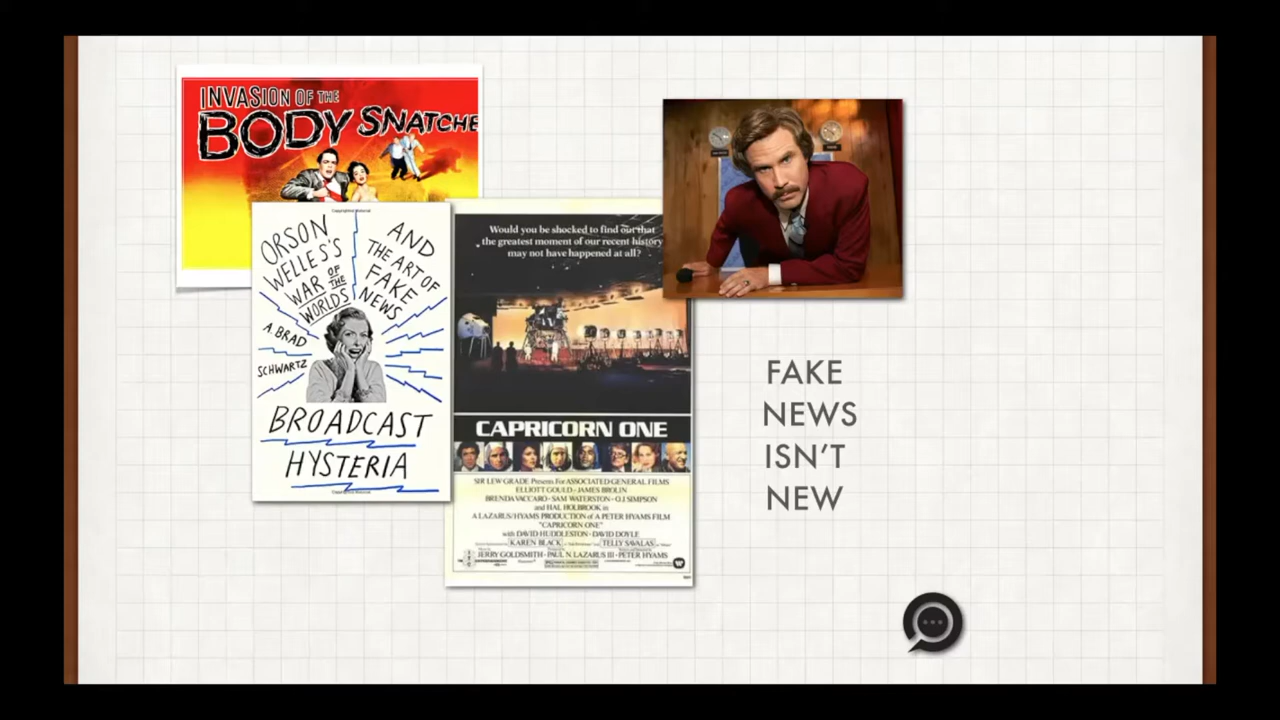 INVASION OF THE
BODY SNATCHE
ORSON
WELLES'S
WAR OF
THE
WORLDS
AND
THE ART OF
FAKE
NEWS
A. BRAD
SCHWARTZ
BROADCAST
HYSTERIA
Would you be shocked to find out that
the greatest moment of our recent history
may not have happened at all?
CAPRICORN ONE
SIR LEW GRADE Presents For ASSOCIATED GENERAL FILMS
ELLIOTT GOULD · JAMES BROLIN
BRENDA VACCARO · SAM WATERSTON · O.J. SIMPSON
and HAL HOLBROOK in
A LAZARUS/HYAMS PRODUCTION of A PETER HYAMS FILM
"CAPRICORN ONE"
with DAVID HUDDLESTON · DAVID DOYLE
KAREN BLACK TELLY SAVALAS
JERRY GOLDSMITH · PAUL N. LAZARUS III · PETER HYAMS
FAKE
NEWS
ISN'T
NEW